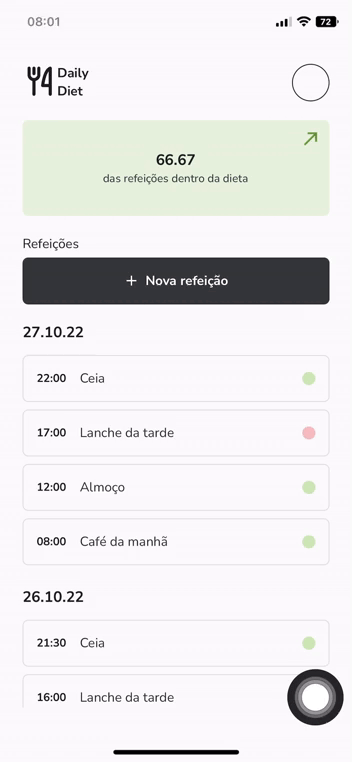 08:01
72
Daily
Diet
66.67
das refeições dentro da dieta
Refeições
+ Nova refeição
27.10.22
22:00 Ceia
17:00 Lanche da tarde
12:00 Almoço
08:00 Café da manhã
26.10.22
21:30 Ceia
16:00 Lanche da tarde